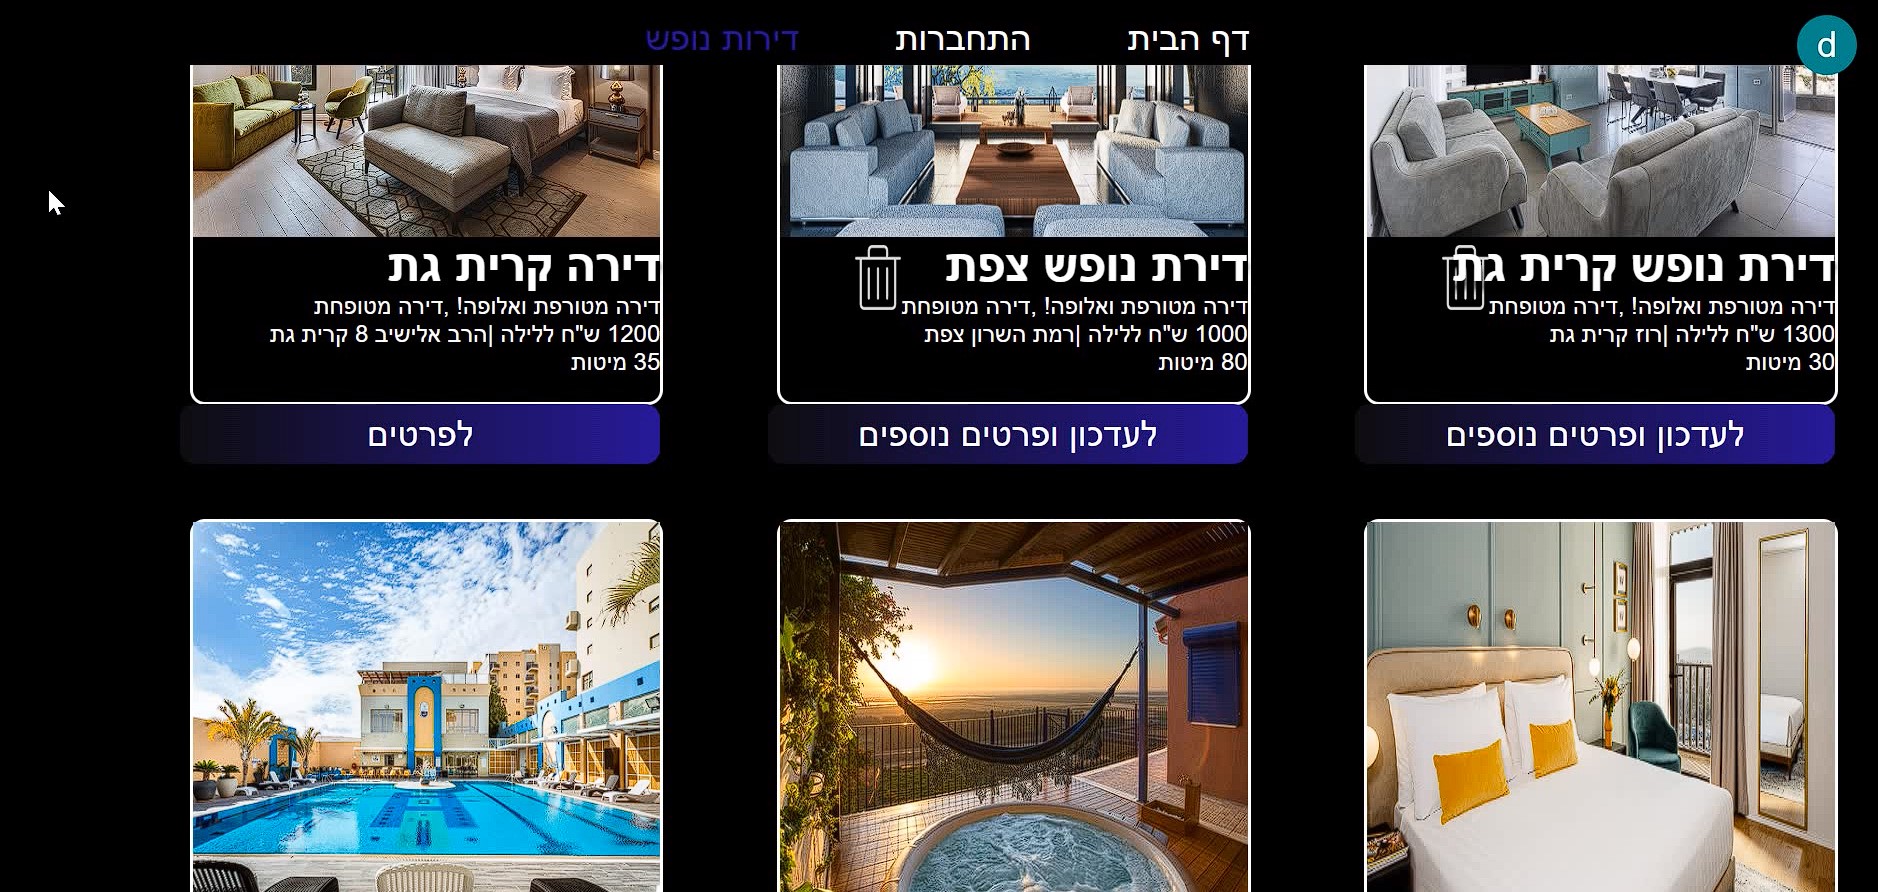 דף הבית
התחברות
דירות נופש
d
דירת נופש קרית גת
דירה מטורפת ואלופה! ,דירה מטופחת
1300 ש"ח ללילה |רוז קרית גת
30 מיטות
לעדכון ופרטים נוספים
דירת נופש צפת
דירה מטורפת ואלופה! ,דירה מטופחת
1000 ש"ח ללילה |רמת השרון צפת
80 מיטות
לעדכון ופרטים נוספים
דירה קרית גת
דירה מטורפת ואלופה! ,דירה מטופחת
1200 ש"ח ללילה |הרב אלישיב 8 קרית גת
35 מיטות
לפרטים